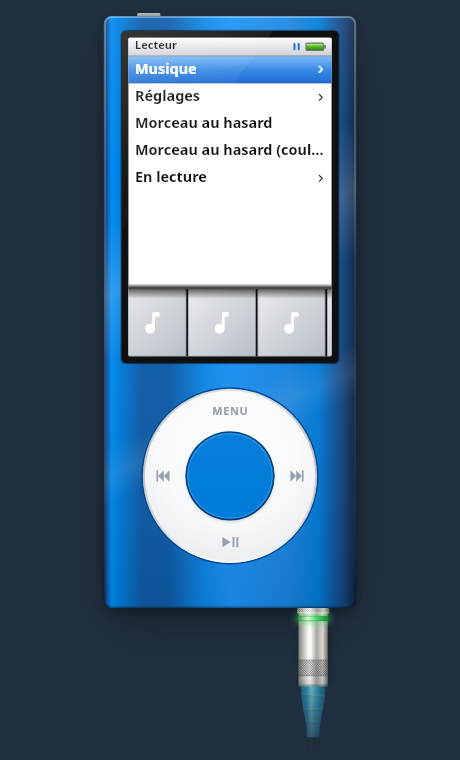 Lecteur
Musique
Réglages
Morceau au hasard
Morceau au hasard (coul...
En lecture
MENU